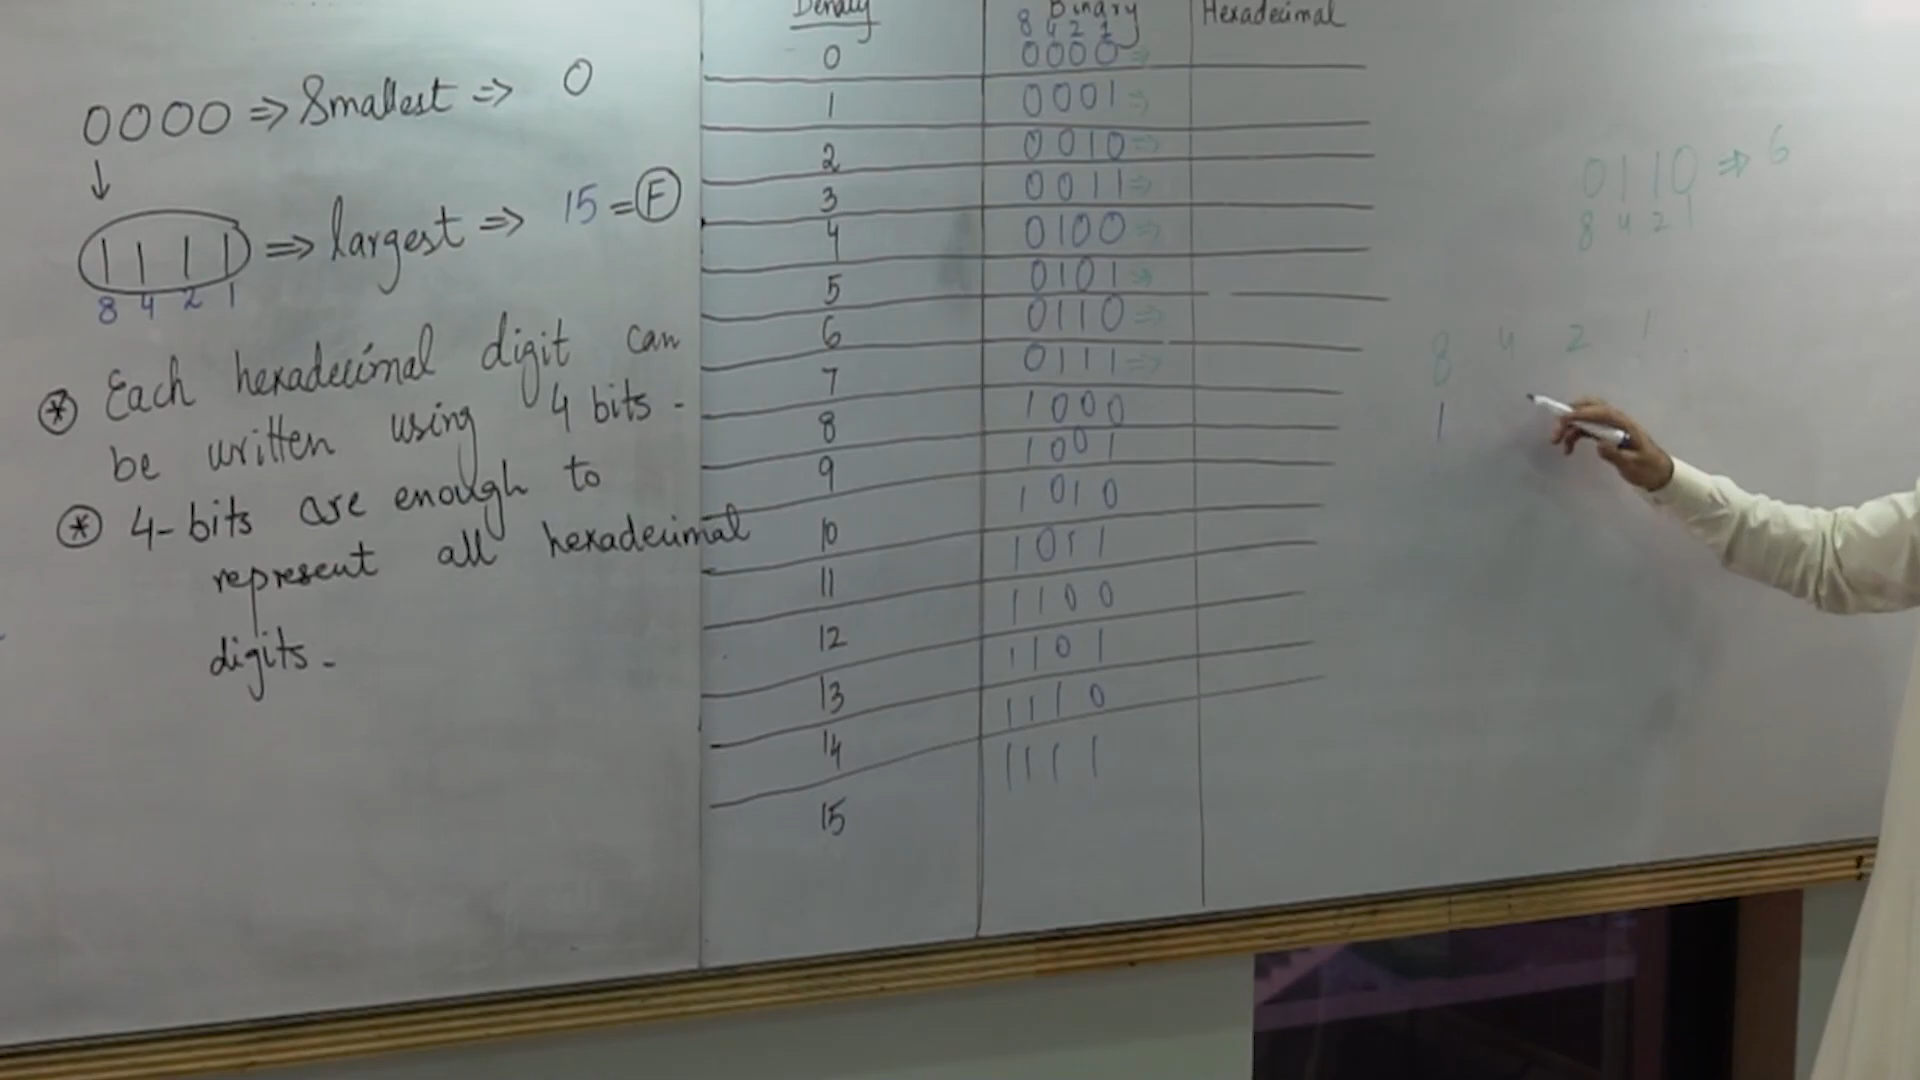 0000 => Smallest => 0
↓
1111 => largest => 15 = F
8 4 2 1
* Each hexadecimal digit can
be written using 4 bits -
* 4-bits are enough to
represent all hexadecimal
digits -
Denary Binary Hexadecimal
8 4 2 1
0 0000 =>
1 0001 =>
2 0010 =>
3 0011 =>
4 0100 =>
5 0101 =>
6 0110 =>
7 0111 =>
8 1000
9 1001
10 1010
11 1011
12 1100
13 1101
14 1110
15 1111
0110 => 6
8 4 2 1
8 4 2 1
1